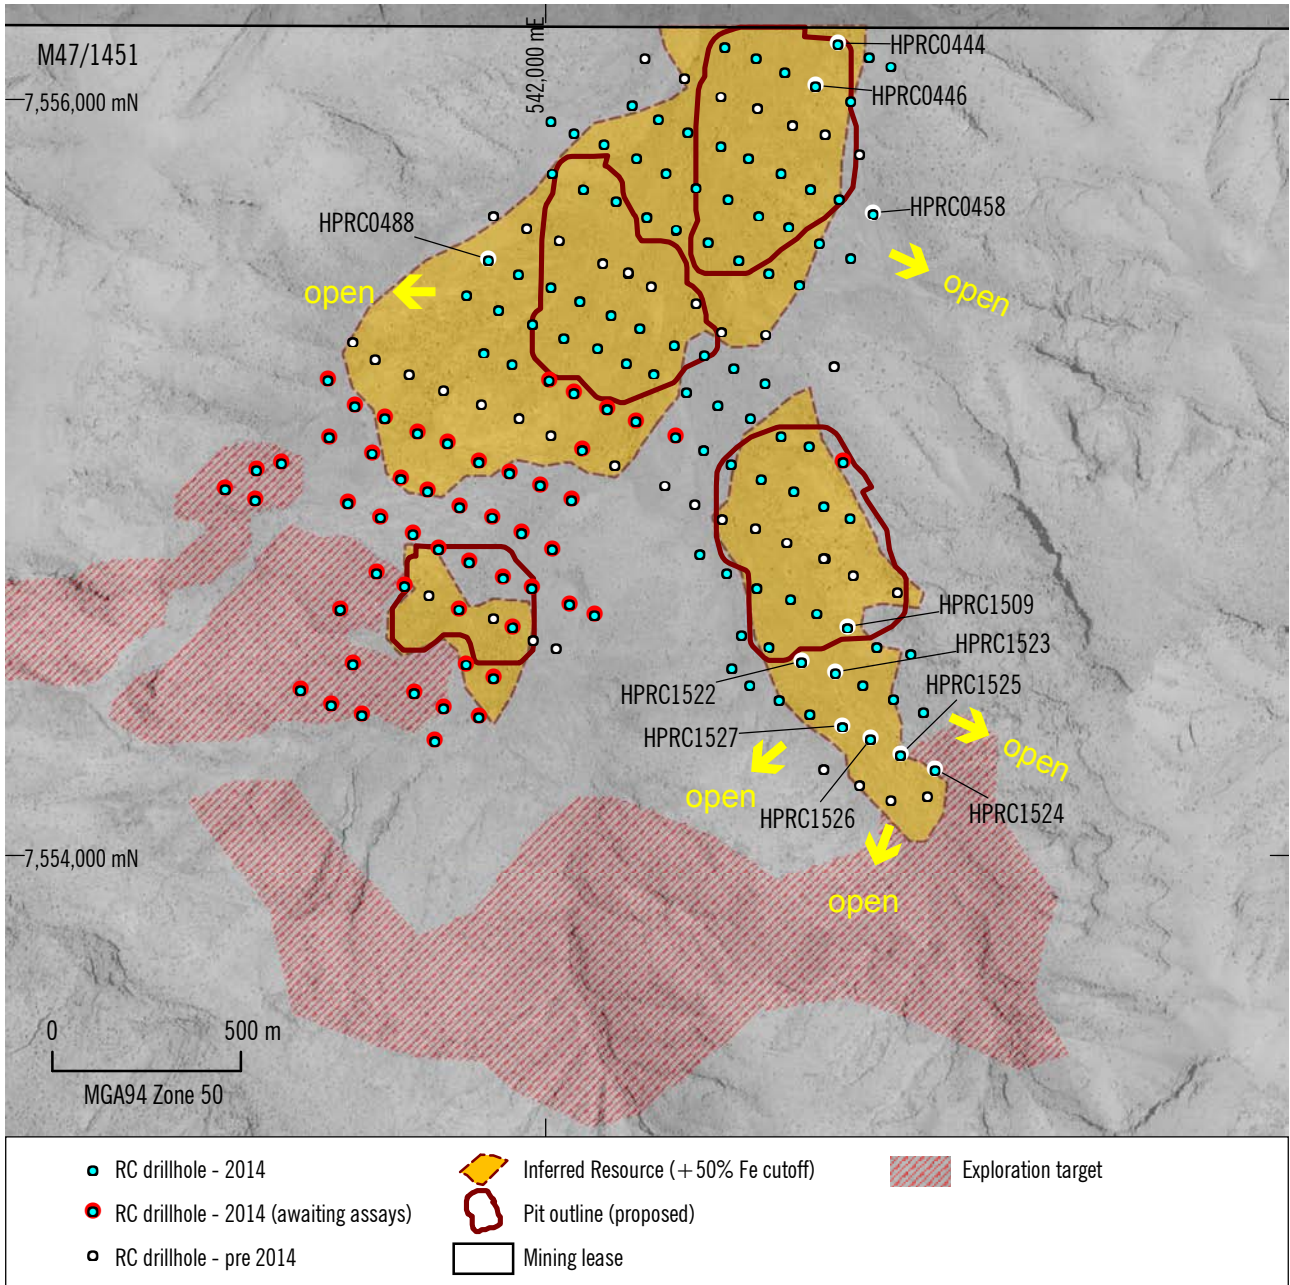 M47/1451
542,000 mE
HPRC0444
7,556,000 mN
HPRC0446
HPRC0488
HPRC0458
open
open
HPRC1509
HPRC1523
HPRC1522
HPRC1525
HPRC1527
open
open
HPRC1526
HPRC1524
7,554,000 mN
open
0 500 m
MGA94 Zone 50
RC drillhole - 2014
Inferred Resource (+50% Fe cutoff)
Exploration target
RC drillhole - 2014 (awaiting assays)
Pit outline (proposed)
RC drillhole - pre 2014
Mining lease